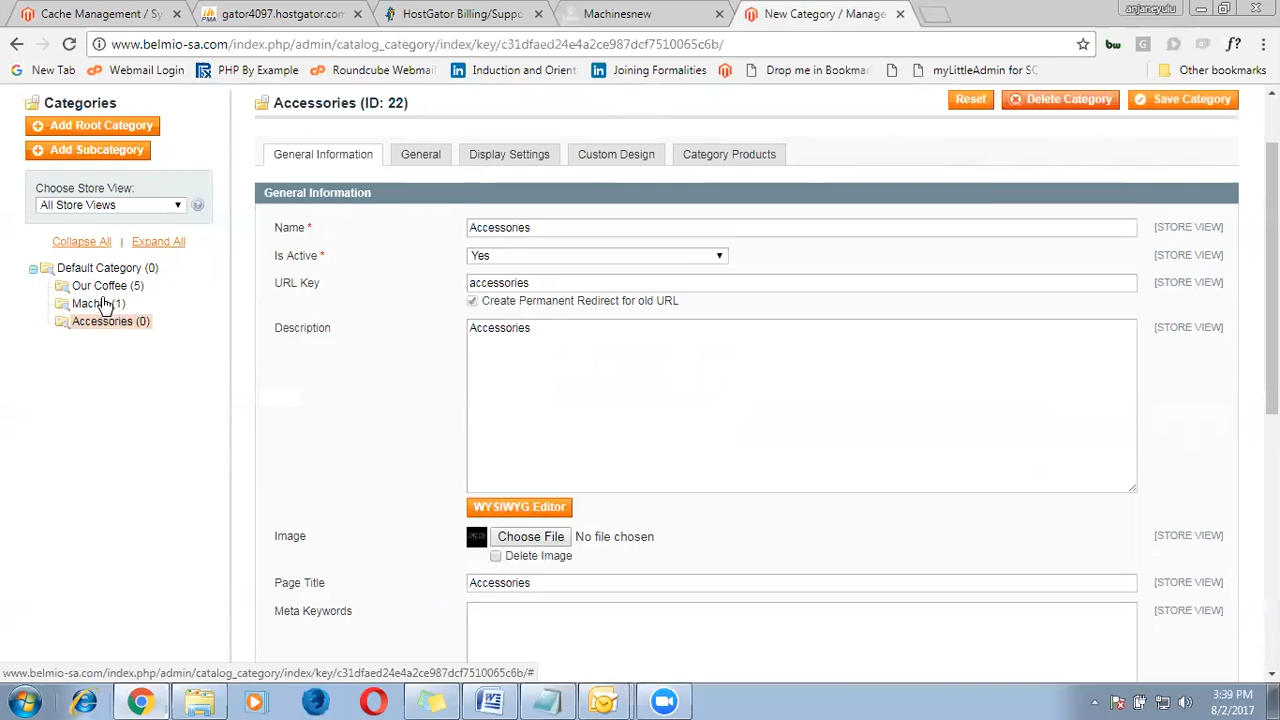 Cache Management / Sy
gator4097.hostgator.com
HostGator Billing/Suppo
Machinesnew
New Category / Manage
anjaneyulu
www.belmio-sa.com/index.php/admin/catalog_category/index/key/c31dfaed24e4a2ce987dcf7510065c6b/
New Tab
Webmail Login
PHP By Example
Roundcube Webmail
Induction and Orient
Joining Formalities
Drop me in Bookmar
myLittleAdmin for SQ
Other bookmarks
Categories
Add Root Category
Add Subcategory
Choose Store View:
All Store Views
Collapse All | Expand All
Default Category (0)
Our Coffee (5)
Machi (1)
Accessories (0)
Accessories (ID: 22)
Reset
Delete Category
Save Category
General Information
General
Display Settings
Custom Design
Category Products
General Information
Name *
Accessories
[STORE VIEW]
Is Active *
Yes
[STORE VIEW]
URL Key
accessories
[STORE VIEW]
Create Permanent Redirect for old URL
Description
Accessories
[STORE VIEW]
WYSIWYG Editor
Image
Choose File No file chosen
[STORE VIEW]
Delete Image
Page Title
Accessories
[STORE VIEW]
Meta Keywords
[STORE VIEW]
www.belmio-sa.com/index.php/admin/catalog_category/index/key/c31dfaed24e4a2ce987dcf7510065c6b/#
3:39 PM
8/2/2017